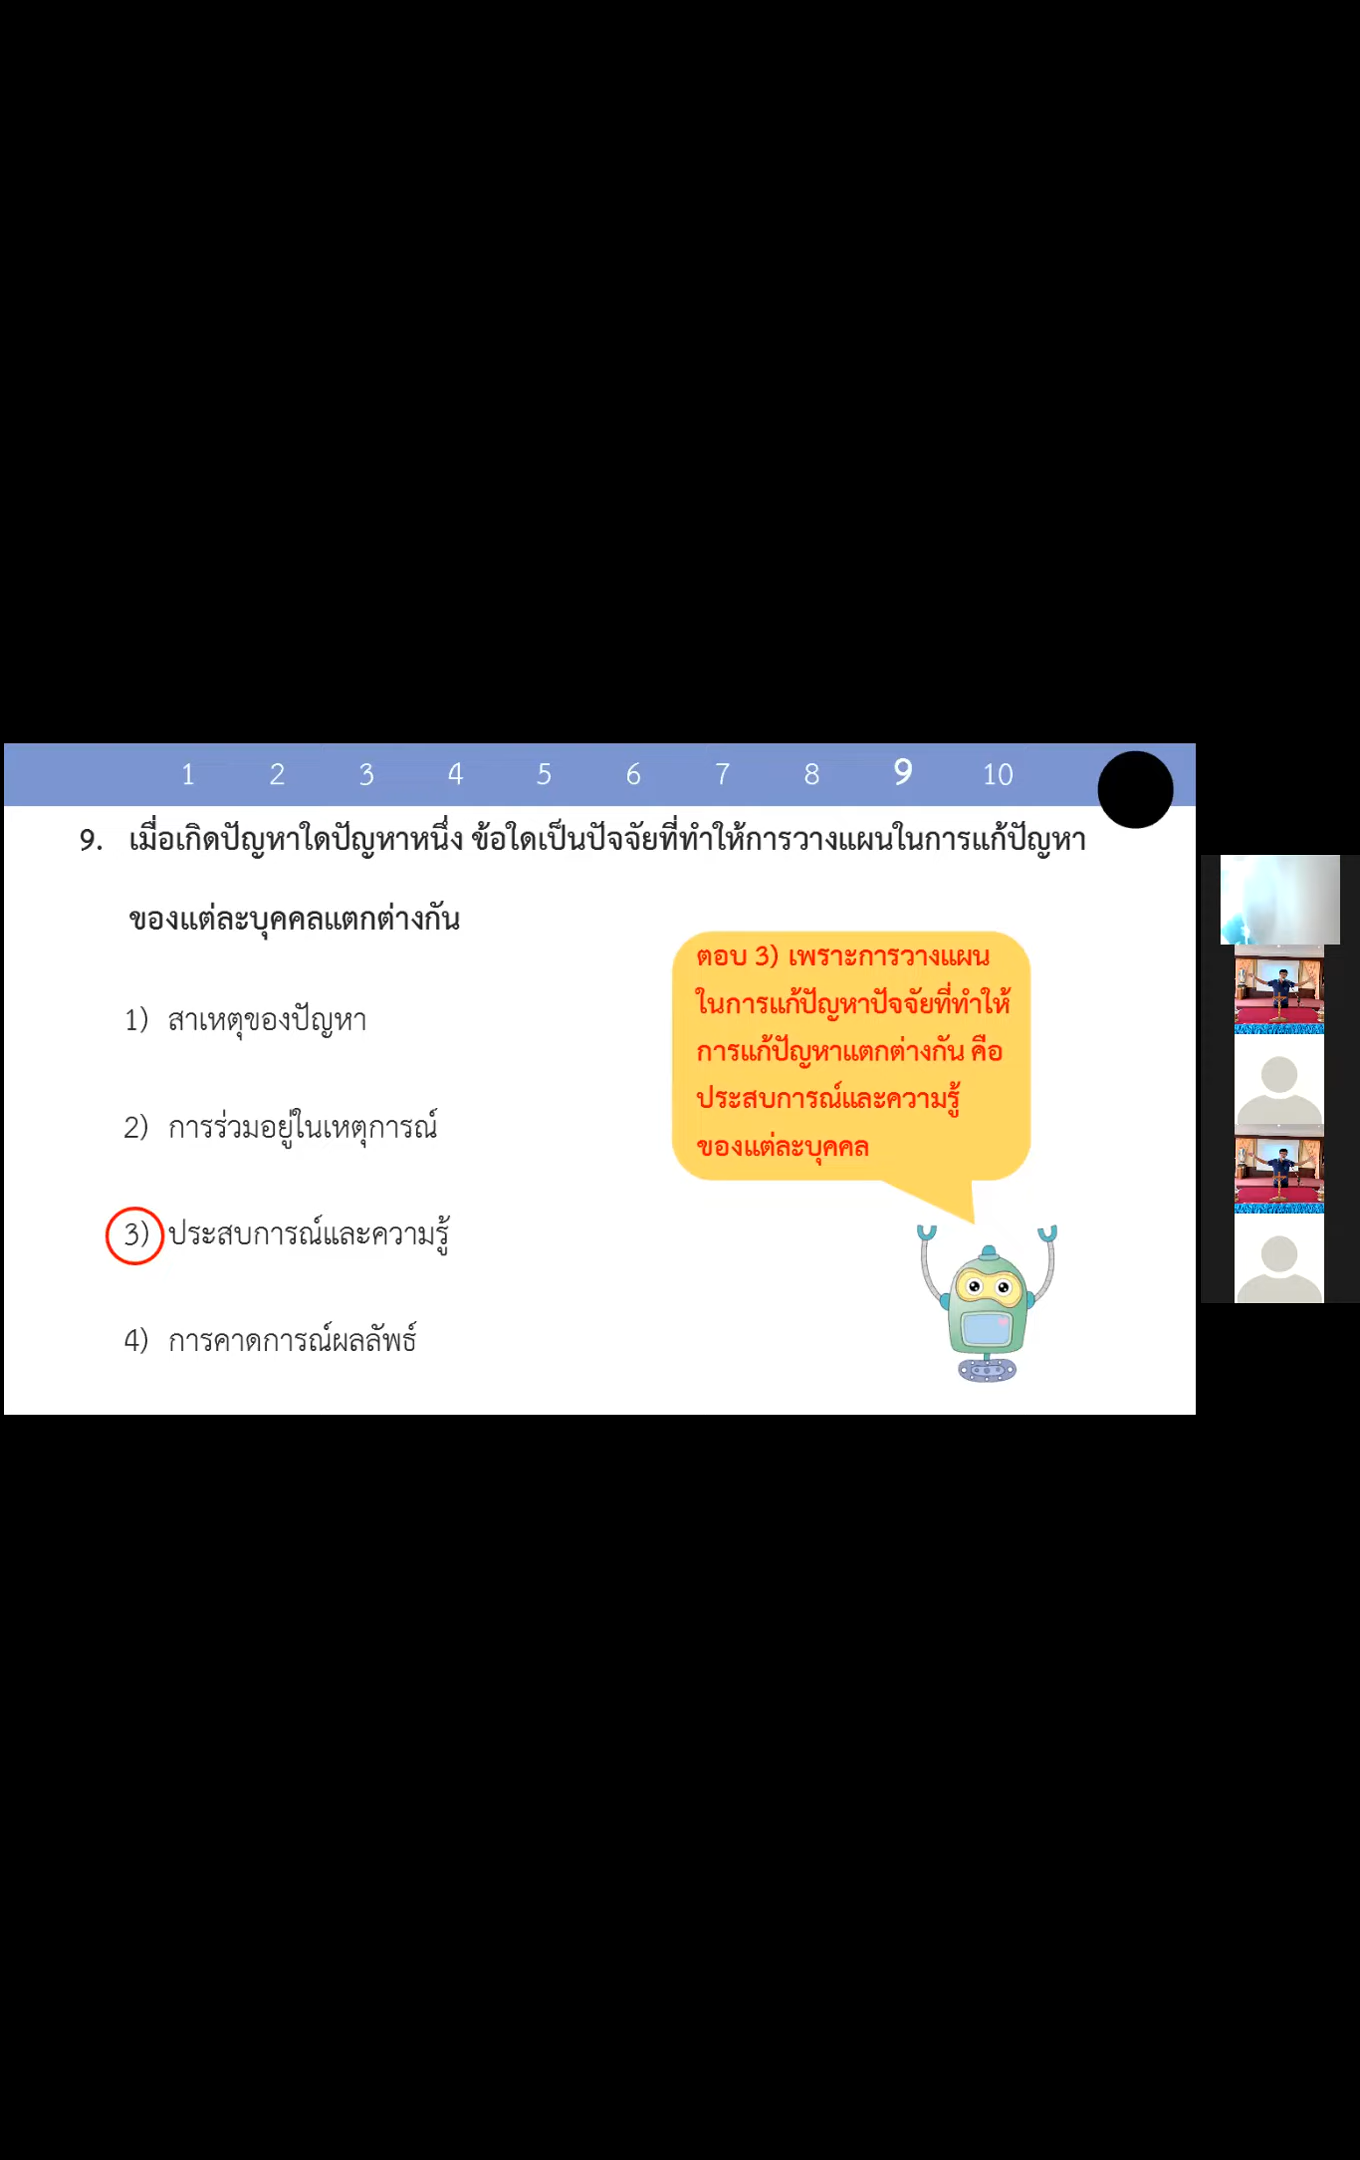 1 2 3 4 5 6 7 8 9 10
9. เมื่อเกิดปัญหาใดปัญหาหนึ่ง ข้อใดเป็นปัจจัยที่ทำให้การวางแผนในการแก้ปัญหา
ของแต่ละบุคคลแตกต่างกัน
1) สาเหตุของปัญหา
2) การร่วมอยู่ในเหตุการณ์
3) ประสบการณ์และความรู้
4) การคาดการณ์ผลลัพธ์
ตอบ 3) เพราะการวางแผน
ในการแก้ปัญหาปัจจัยที่ทำให้
การแก้ปัญหาแตกต่างกัน คือ
ประสบการณ์และความรู้
ของแต่ละบุคคล